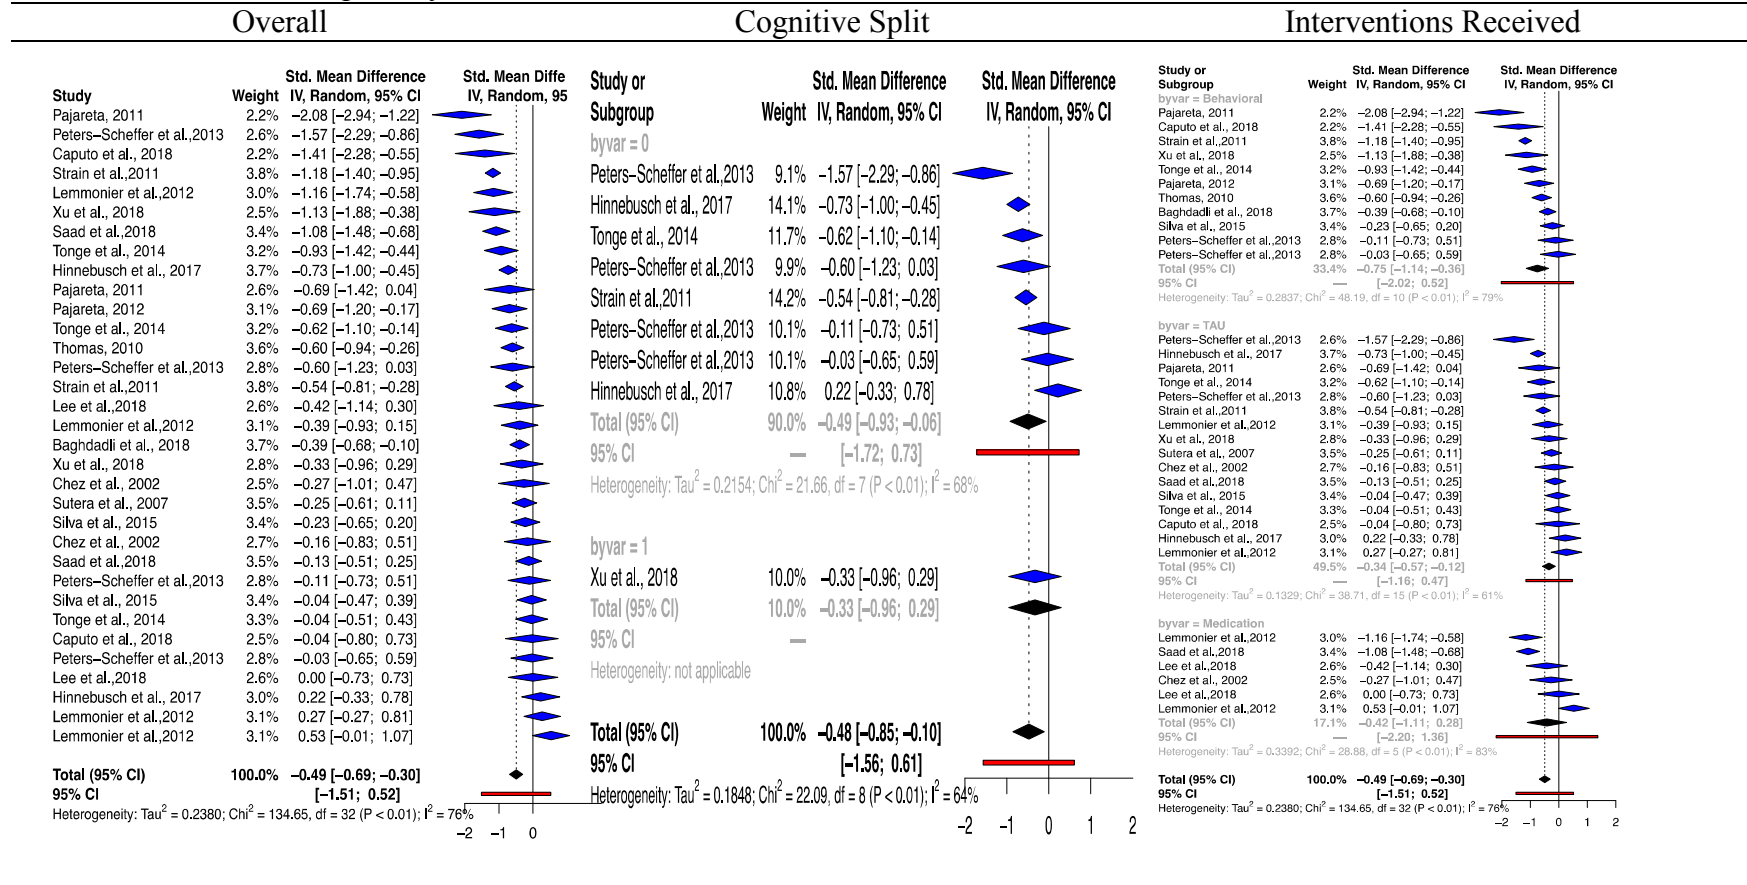 Overall
Cognitive Split
Interventions Received
Std. Mean Difference Std. Mean Diffe
Study Weight IV, Random, 95% CI IV, Random, 95
Pajareta, 2011 2.2% −2.08 [−2.94; −1.22]
Peters−Scheffer et al.,2013 2.6% −1.57 [−2.29; −0.86]
Caputo et al., 2018 2.2% −1.41 [−2.28; −0.55]
Strain et al.,2011 3.8% −1.18 [−1.40; −0.95]
Lemmonier et al.,2012 3.0% −1.16 [−1.74; −0.58]
Xu et al., 2018 2.5% −1.13 [−1.88; −0.38]
Saad et al.,2018 3.4% −1.08 [−1.48; −0.68]
Tonge et al., 2014 3.2% −0.93 [−1.42; −0.44]
Hinnebusch et al., 2017 3.7% −0.73 [−1.00; −0.45]
Pajareta, 2011 2.6% −0.69 [−1.42; 0.04]
Pajareta, 2012 3.1% −0.69 [−1.20; −0.17]
Tonge et al., 2014 3.2% −0.62 [−1.10; −0.14]
Thomas, 2010 3.6% −0.60 [−0.94; −0.26]
Peters−Scheffer et al.,2013 2.8% −0.60 [−1.23; 0.03]
Strain et al.,2011 3.8% −0.54 [−0.81; −0.28]
Lee et al.,2018 2.6% −0.42 [−1.14; 0.30]
Lemmonier et al.,2012 3.1% −0.39 [−0.93; 0.15]
Baghdadli et al., 2018 3.7% −0.39 [−0.68; −0.10]
Xu et al., 2018 2.8% −0.33 [−0.96; 0.29]
Chez et al., 2002 2.5% −0.27 [−1.01; 0.47]
Sutera et al., 2007 3.5% −0.25 [−0.61; 0.11]
Silva et al., 2015 3.4% −0.23 [−0.65; 0.20]
Chez et al., 2002 2.7% −0.16 [−0.83; 0.51]
Saad et al.,2018 3.5% −0.13 [−0.51; 0.25]
Peters−Scheffer et al.,2013 2.8% −0.11 [−0.73; 0.51]
Silva et al., 2015 3.4% −0.04 [−0.47; 0.39]
Tonge et al., 2014 3.3% −0.04 [−0.51; 0.43]
Caputo et al., 2018 2.5% −0.04 [−0.80; 0.73]
Peters−Scheffer et al.,2013 2.8% −0.03 [−0.65; 0.59]
Lee et al.,2018 2.6% 0.00 [−0.73; 0.73]
Hinnebusch et al., 2017 3.0% 0.22 [−0.33; 0.78]
Lemmonier et al.,2012 3.1% 0.27 [−0.27; 0.81]
Lemmonier et al.,2012 3.1% 0.53 [−0.01; 1.07]
Total (95% CI) 100.0% −0.49 [−0.69; −0.30]
95% CI [−1.51; 0.52]
Heterogeneity: Tau² = 0.2380; Chi² = 134.65, df = 32 (P < 0.01); I² = 76%
−2 −1 0
Study or Std. Mean Difference Std. Mean Difference
Subgroup Weight IV, Random, 95% CI IV, Random, 95% CI
byvar = 0
Peters−Scheffer et al.,2013 9.1% −1.57 [−2.29; −0.86]
Hinnebusch et al., 2017 14.1% −0.73 [−1.00; −0.45]
Tonge et al., 2014 11.7% −0.62 [−1.10; −0.14]
Peters−Scheffer et al.,2013 9.9% −0.60 [−1.23; 0.03]
Strain et al.,2011 14.2% −0.54 [−0.81; −0.28]
Peters−Scheffer et al.,2013 10.1% −0.11 [−0.73; 0.51]
Peters−Scheffer et al.,2013 10.1% −0.03 [−0.65; 0.59]
Hinnebusch et al., 2017 10.8% 0.22 [−0.33; 0.78]
Total (95% CI) 90.0% −0.49 [−0.93; −0.06]
95% CI — [−1.72; 0.73]
Heterogeneity: Tau² = 0.2154; Chi² = 21.66, df = 7 (P < 0.01); I² = 68%
byvar = 1
Xu et al., 2018 10.0% −0.33 [−0.96; 0.29]
Total (95% CI) 10.0% −0.33 [−0.96; 0.29]
95% CI —
Heterogeneity: not applicable
Total (95% CI) 100.0% −0.48 [−0.85; −0.10]
95% CI [−1.56; 0.61]
Heterogeneity: Tau² = 0.1848; Chi² = 22.09, df = 8 (P < 0.01); I² = 64%
−2 −1 0 1 2
Study or Std. Mean Difference Std. Mean Difference
Subgroup Weight IV, Random, 95% CI IV, Random, 95% CI
byvar = Behavioral
Pajareta, 2011 2.2% −2.08 [−2.94; −1.22]
Caputo et al., 2018 2.2% −1.41 [−2.28; −0.55]
Strain et al.,2011 3.8% −1.18 [−1.40; −0.95]
Xu et al., 2018 2.5% −1.13 [−1.88; −0.38]
Tonge et al., 2014 3.2% −0.93 [−1.42; −0.44]
Pajareta, 2012 3.1% −0.69 [−1.20; −0.17]
Thomas, 2010 3.6% −0.60 [−0.94; −0.26]
Baghdadli et al., 2018 3.7% −0.39 [−0.68; −0.10]
Silva et al., 2015 3.4% −0.23 [−0.65; 0.20]
Peters−Scheffer et al.,2013 2.8% −0.11 [−0.73; 0.51]
Peters−Scheffer et al.,2013 2.8% −0.03 [−0.65; 0.59]
Total (95% CI) 33.4% −0.75 [−1.14; −0.36]
95% CI — [−2.02; 0.52]
Heterogeneity: Tau² = 0.2837; Chi² = 48.19, df = 10 (P < 0.01); I² = 79%
byvar = TAU
Peters−Scheffer et al.,2013 2.6% −1.57 [−2.29; −0.86]
Hinnebusch et al., 2017 3.7% −0.73 [−1.00; −0.45]
Pajareta, 2011 2.6% −0.69 [−1.42; 0.04]
Tonge et al., 2014 3.2% −0.62 [−1.10; −0.14]
Peters−Scheffer et al.,2013 2.8% −0.60 [−1.23; 0.03]
Strain et al.,2011 3.8% −0.54 [−0.81; −0.28]
Lemmonier et al.,2012 3.1% −0.39 [−0.93; 0.15]
Xu et al., 2018 2.8% −0.33 [−0.96; 0.29]
Sutera et al., 2007 3.5% −0.25 [−0.61; 0.11]
Chez et al., 2002 2.7% −0.16 [−0.83; 0.51]
Saad et al.,2018 3.5% −0.13 [−0.51; 0.25]
Silva et al., 2015 3.4% −0.04 [−0.47; 0.39]
Tonge et al., 2014 3.3% −0.04 [−0.51; 0.43]
Caputo et al., 2018 2.5% −0.04 [−0.80; 0.73]
Hinnebusch et al., 2017 3.0% 0.22 [−0.33; 0.78]
Lemmonier et al.,2012 3.1% 0.27 [−0.27; 0.81]
Total (95% CI) 49.5% −0.34 [−0.57; −0.12]
95% CI — [−1.16; 0.47]
Heterogeneity: Tau² = 0.1329; Chi² = 38.71, df = 15 (P < 0.01); I² = 61%
byvar = Medication
Lemmonier et al.,2012 3.0% −1.16 [−1.74; −0.58]
Saad et al.,2018 3.4% −1.08 [−1.48; −0.68]
Lee et al.,2018 2.6% −0.42 [−1.14; 0.30]
Chez et al., 2002 2.5% −0.27 [−1.01; 0.47]
Lee et al.,2018 2.6% 0.00 [−0.73; 0.73]
Lemmonier et al.,2012 3.1% 0.53 [−0.01; 1.07]
Total (95% CI) 17.1% −0.42 [−1.11; 0.28]
95% CI — [−2.20; 1.36]
Heterogeneity: Tau² = 0.3392; Chi² = 28.88, df = 5 (P < 0.01); I² = 83%
Total (95% CI) 100.0% −0.49 [−0.69; −0.30]
95% CI [−1.51; 0.52]
Heterogeneity: Tau² = 0.2380; Chi² = 134.65, df = 32 (P < 0.01); I² = 76%
−2 −1 0 1 2